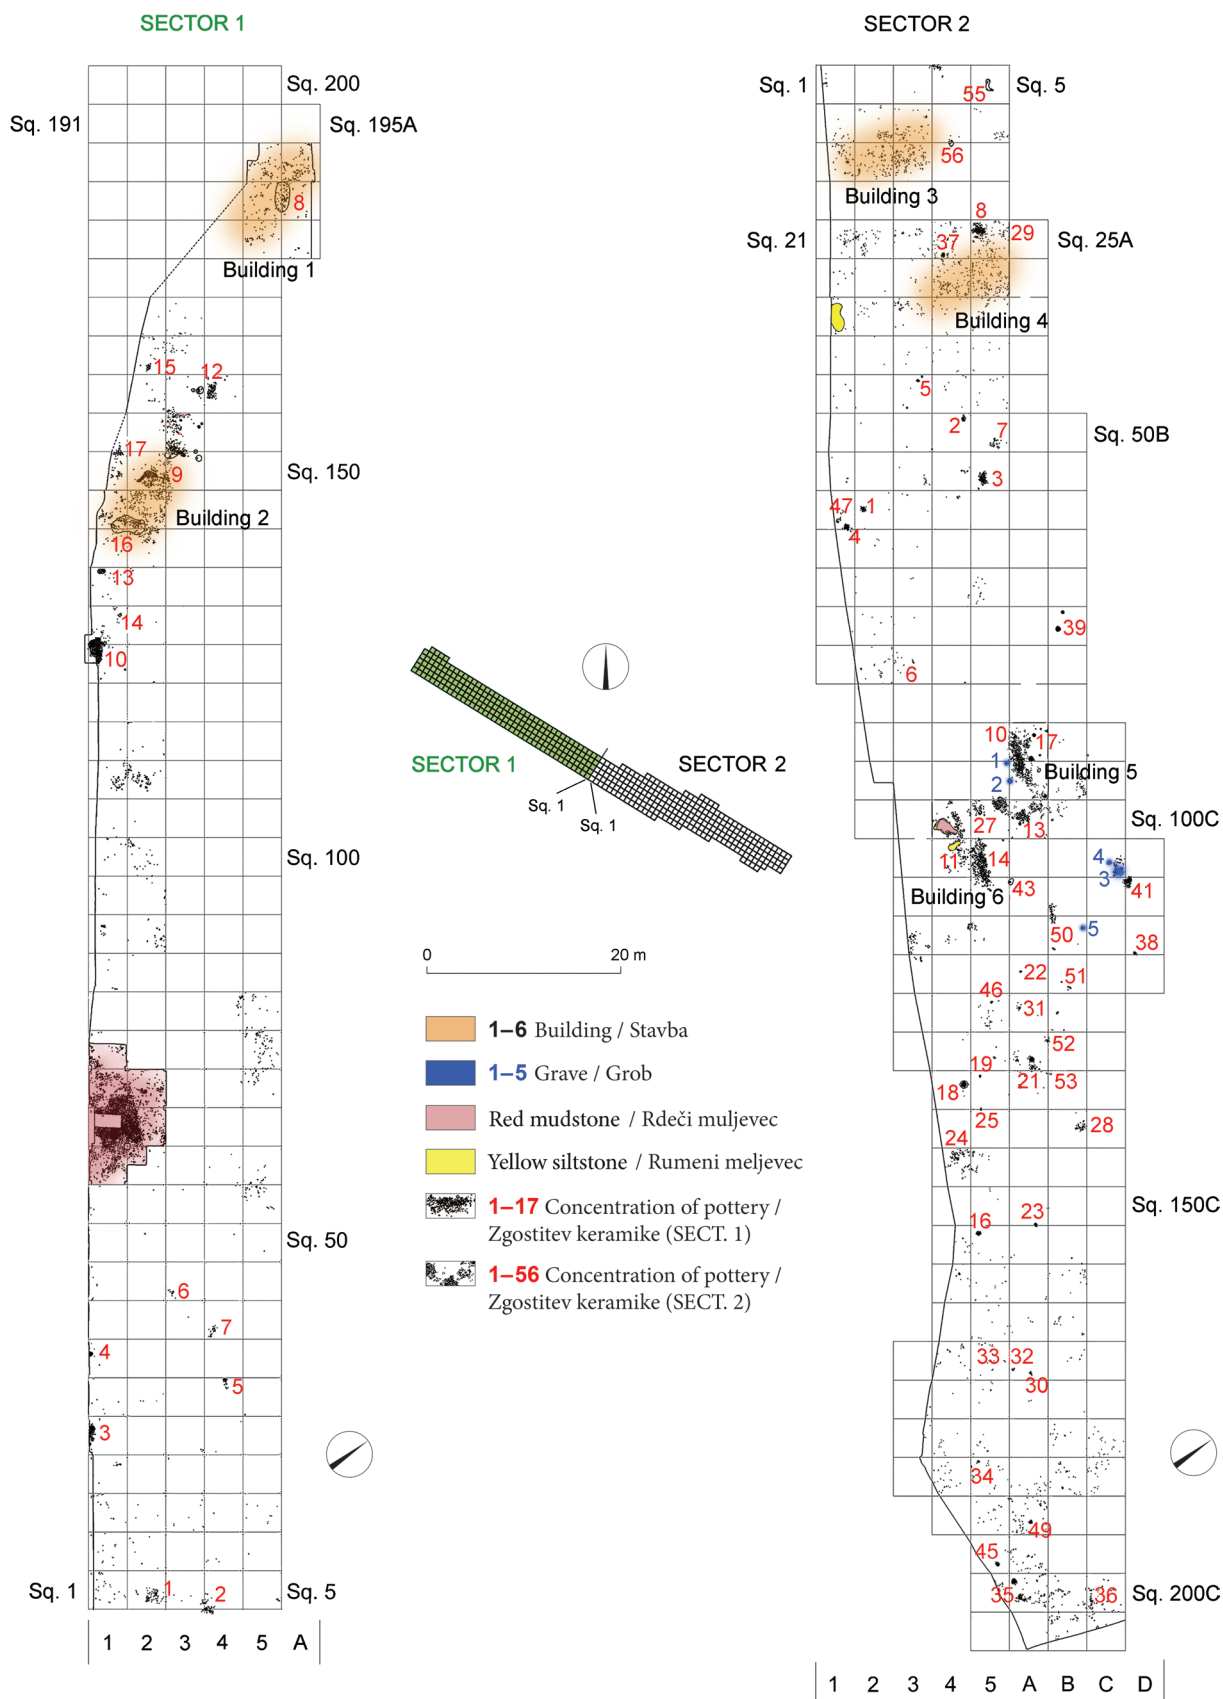 SECTOR 1
Sq. 200
Sq. 191
Sq. 195A
8
Building 1
15
12
17
9
Sq. 150
Building 2
16
13
14
10
Sq. 100
Sq. 50
6
7
4
5
3
Sq. 1
1
2
Sq. 5
1 2 3 4 5 A
SECTOR 1
SECTOR 2
Sq. 1
Sq. 1
0 20 m
1–6 Building / Stavba
1–5 Grave / Grob
Red mudstone / Rdeči muljevec
Yellow siltstone / Rumeni meljevec
1–17 Concentration of pottery /
Zgostitev keramike (SECT. 1)
1–56 Concentration of pottery /
Zgostitev keramike (SECT. 2)
SECTOR 2
Sq. 1
55
Sq. 5
56
Building 3
8
Sq. 21
37
29
Sq. 25A
Building 4
5
2
7
Sq. 50B
3
47
1
4
39
6
10
17
1
Building 5
2
27
13
Sq. 100C
11
14
4
3
43
41
Building 6
50
5
38
22
51
46
31
52
19
21
53
18
25
28
24
23
Sq. 150C
16
33
32
30
34
49
45
35
36
Sq. 200C
1 2 3 4 5 A B C D